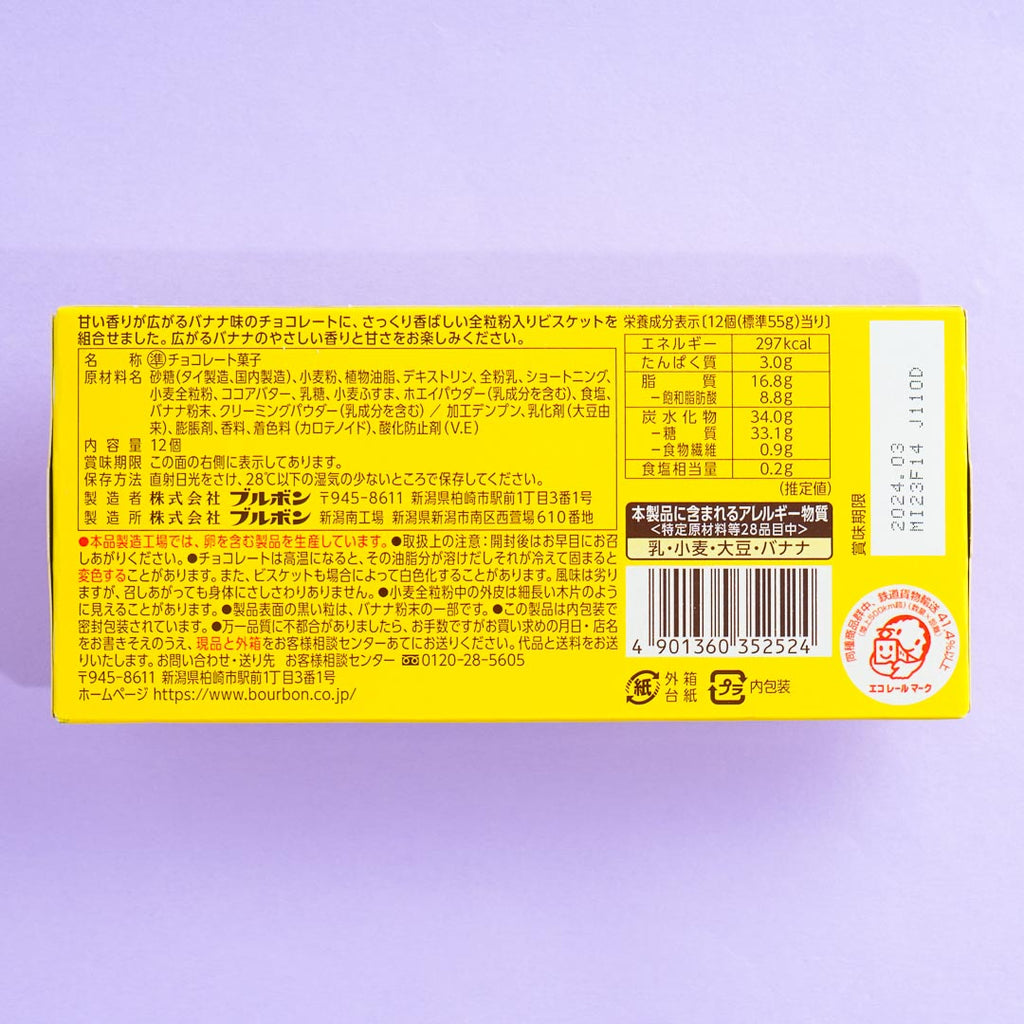 甘い香りが広がるバナナ味のチョコレートに、さっくり香ばしい全粒粉入りビスケットを
組合せました。広がるバナナのやさしい香りと甘さをお楽しみください。
名 称 準チョコレート菓子
原材料名 砂糖(タイ製造、国内製造)、小麦粉、植物油脂、デキストリン、全粉乳、ショートニング、
小麦全粒粉、ココアバター、乳糖、小麦ふすま、ホエイパウダー(乳成分を含む)、食塩、
バナナ粉末、クリーミングパウダー(乳成分を含む) / 加工デンプン、乳化剤(大豆由
来)、膨脹剤、香料、着色料(カロテノイド)、酸化防止剤(V.E)
内容量 12個
賞味期限 この面の右側に表示してあります。
保存方法 直射日光をさけ、28℃以下の湿気の少ないところで保存してください。
製造者 株式会社 ブルボン 〒945-8611 新潟県柏崎市駅前1丁目3番1号
製造所 株式会社 ブルボン 新潟南工場 新潟県新潟市南区西萱場610番地
●本品製造工場では、卵を含む製品を生産しています。●取扱上の注意:開封後はお早目にお召
しあがりください。●チョコレートは高温になると、その油脂分が溶けだしそれが冷えて固まると
変色することがあります。また、ビスケットも場合によって白色化することがあります。風味は劣り
ますが、召しあがっても身体にさしさわりありません。●小麦全粒粉中の外皮は細長い木片のよう
に見えることがあります。●製品表面の黒い粒は、バナナ粉末の一部です。●この製品は内包装で
密封包装されています。●万一品質に不都合がありましたら、お手数ですがお買い求めの月日・店名
をお書きそえのうえ、現品と外箱をお客様相談センターあてにお送りください。代品と送料をお送
りいたします。お問い合わせ・送り先 お客様相談センター 0120-28-5605
〒945-8611 新潟県柏崎市駅前1丁目3番1号
ホームページ https://www.bourbon.co.jp/
栄養成分表示〔12個(標準55g)当り〕
エネルギー 297kcal
たんぱく質 3.0g
脂質 16.8g
−飽和脂肪酸 8.8g
炭水化物 34.0g
−糖質 33.1g
−食物繊維 0.9g
食塩相当量 0.2g
(推定値)
本製品に含まれるアレルギー物質
<特定原材料等28品目中>
乳・小麦・大豆・バナナ
4 901360 352524
紙 外箱 台紙 プラ 内包装
賞味期限
2024.03
MI23F14 J110D
同種商品群中、鉄道貨物輸送41.4%以上
(陸上500km超)(数量・容積)
エコレールマーク